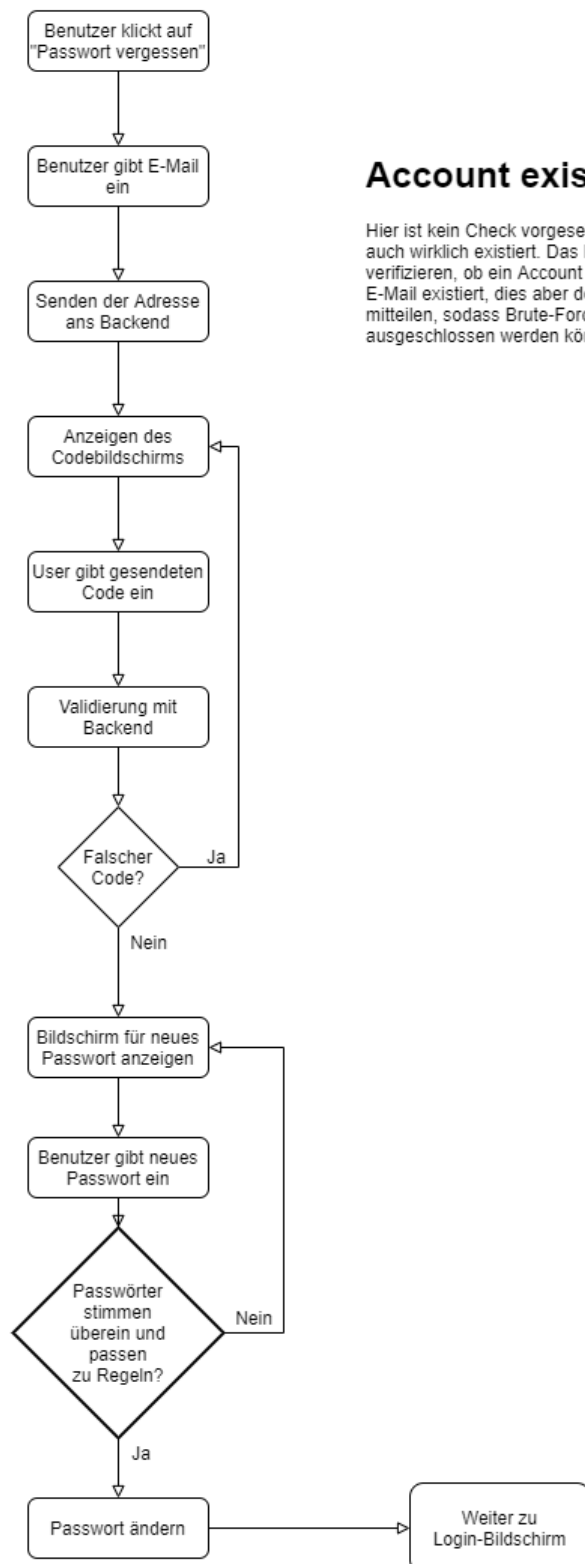 Benutzer klickt auf
"Passwort vergessen"
Benutzer gibt E-Mail
ein
Account exis
Hier ist kein Check vorgese
auch wirklich existiert. Das
verifizieren, ob ein Account
E-Mail existiert, dies aber d
mitteilen, sodass Brute-Forc
ausgeschlossen werden kö
Senden der Adresse
ans Backend
Anzeigen des
Codebildschirms
User gibt gesendeten
Code ein
Validierung mit
Backend
Falscher
Code?
Ja
Nein
Bildschirm für neues
Passwort anzeigen
Benutzer gibt neues
Passwort ein
Passwörter
stimmen
überein und
passen
zu Regeln?
Nein
Ja
Passwort ändern
Weiter zu
Login-Bildschirm